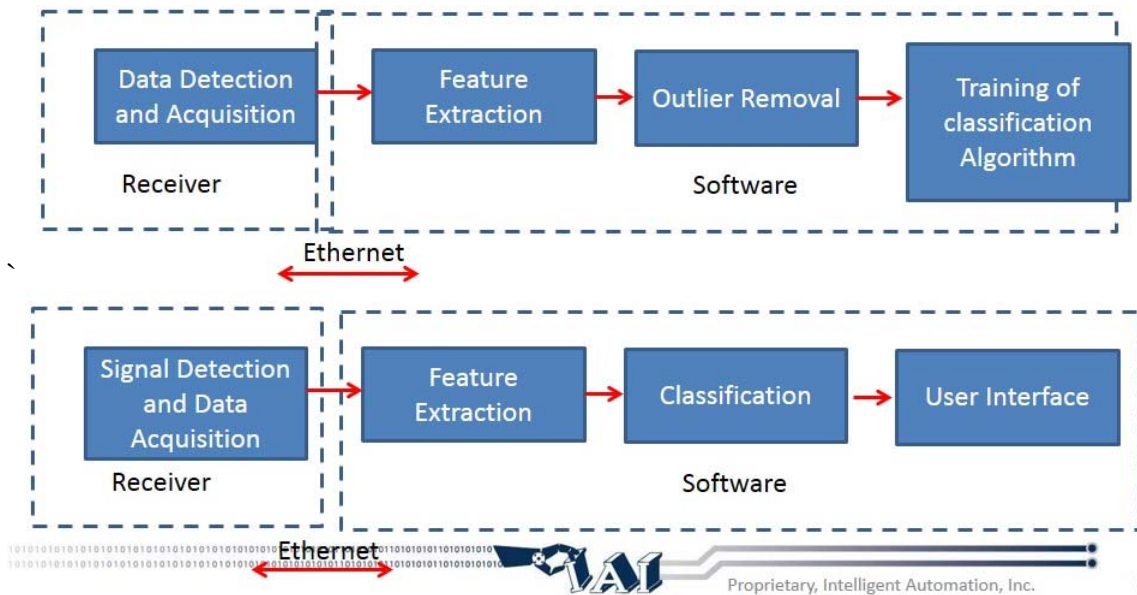 Data Detection
and Acquisition
Feature
Extraction
Outlier Removal
Training of
classification
Algorithm
Receiver
Software
Ethernet
`
Signal Detection
and Data
Acquisition
Feature
Extraction
Classification
User Interface
Receiver
Software
Ethernet
IAI
Proprietary, Intelligent Automation, Inc.